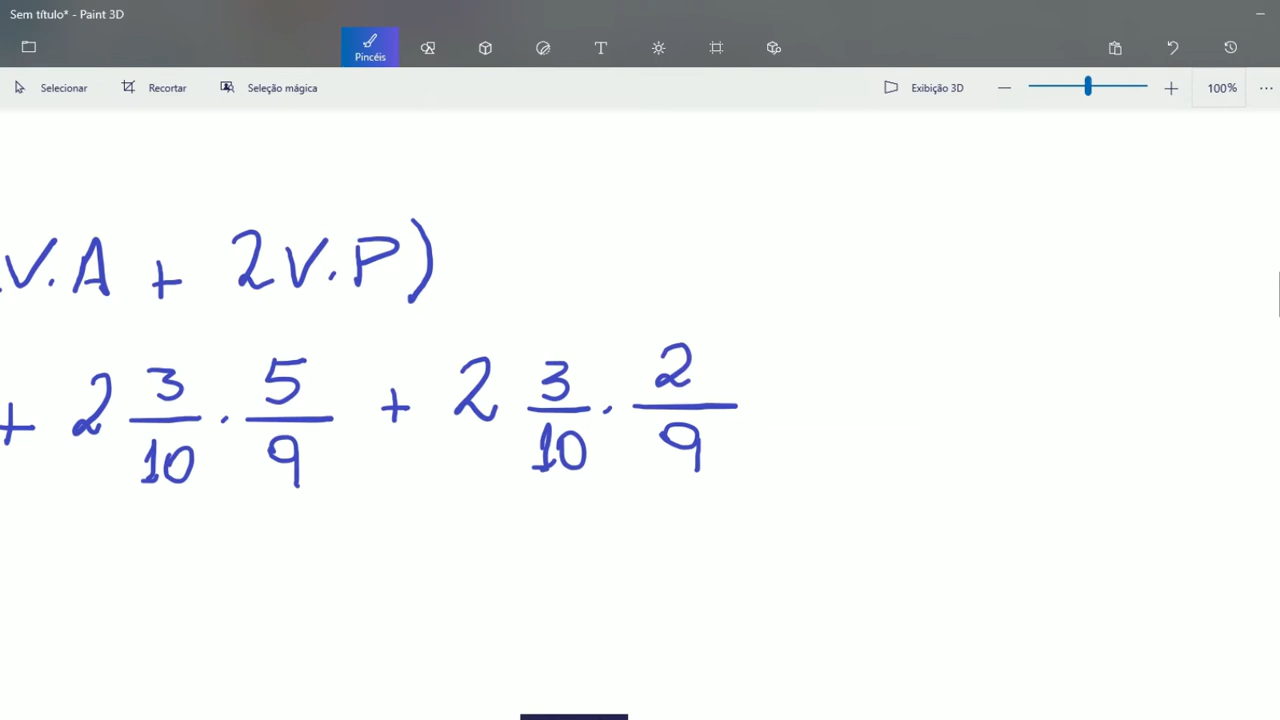 Sem título* - Paint 3D
Pincéis
Selecionar Recortar Seleção mágica Exibição 3D 100%
V.A + 2V.P)
+ 2 3/10 . 5/9 + 2 3/10 . 2/9